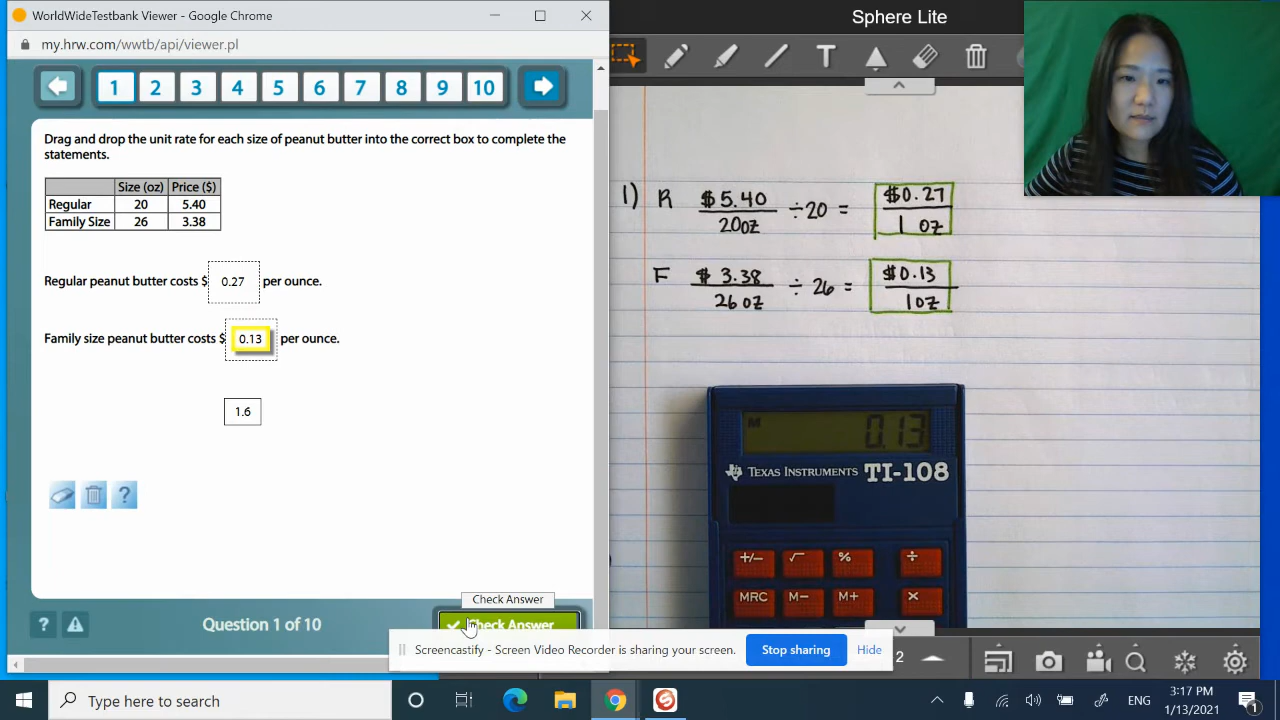 WorldWideTestbank Viewer - Google Chrome
my.hrw.com/wwtb/api/viewer.pl
1 2 3 4 5 6 7 8 9 10
Drag and drop the unit rate for each size of peanut butter into the correct box to complete the
statements.
Size (oz) Price ($)
Regular 20 5.40
Family Size 26 3.38
Regular peanut butter costs $ 0.27 per ounce.
Family size peanut butter costs $ 0.13 per ounce.
1.6
?
Check Answer
? Question 1 of 10 Check Answer
Sphere Lite
T
1) R $5.40 ÷20 = $0.27
20oz 1 oz
F $3.38 ÷ 26 = $0.13
26 oz 1oz
M 0.13
TEXAS INSTRUMENTS TI-108
+/- √ % ÷
MRC M− M+ ×
Screencastify - Screen Video Recorder is sharing your screen. Stop sharing Hide
2
Type here to search
ENG
3:17 PM
1/13/2021
1